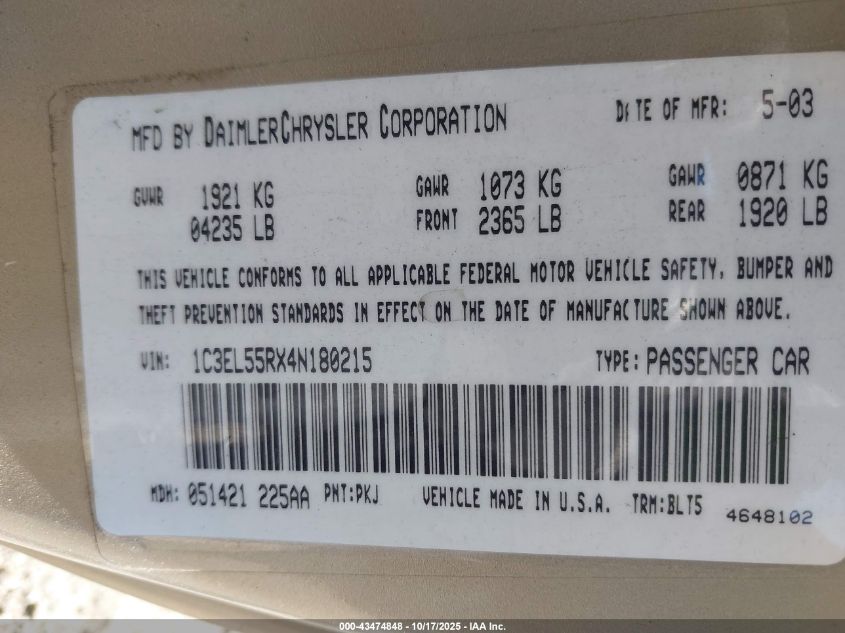 MFD BY DAIMLERCHRYSLER CORPORATION DATE OF MFR: 5-03
GVWR 1921 KG GAWR 1073 KG GAWR 0871 KG
04235 LB FRONT 2365 LB REAR 1920 LB
THIS VEHICLE CONFORMS TO ALL APPLICABLE FEDERAL MOTOR VEHICLE SAFETY, BUMPER AND
THEFT PREVENTION STANDARDS IN EFFECT ON THE DATE OF MANUFACTURE SHOWN ABOVE.
VIN: 1C3EL55RX4N180215 TYPE: PASSENGER CAR
MDH: 051421 225AA PNT:PKJ VEHICLE MADE IN U.S.A. TRM:BLT5
4648102
000-43474848 - 10/17/2025 - IAA Inc.